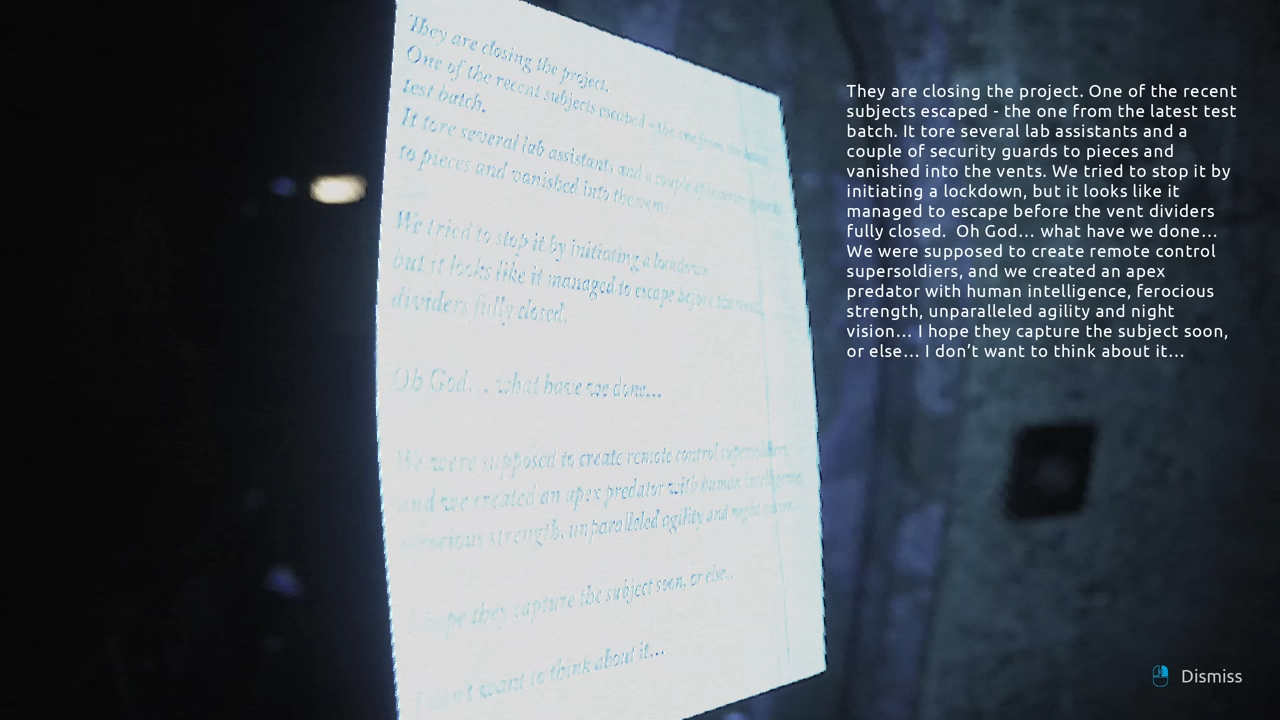 They are closing the project.
One of the recent subjects escaped - the one from the latest
test batch.
It tore several lab assistants and a couple of security guards
to pieces and vanished into the vents.
We tried to stop it by initiating a lockdown,
but it looks like it managed to escape before the vent
dividers fully closed.
Oh God... what have we done...
We were supposed to create remote control supersoldiers,
and we created an apex predator with human intelligence,
ferocious strength, unparalleled agility and night vision...
I hope they capture the subject soon, or else...
I don't want to think about it...
They are closing the project. One of the recent
subjects escaped - the one from the latest test
batch. It tore several lab assistants and a
couple of security guards to pieces and
vanished into the vents. We tried to stop it by
initiating a lockdown, but it looks like it
managed to escape before the vent dividers
fully closed.  Oh God… what have we done…
We were supposed to create remote control
supersoldiers, and we created an apex
predator with human intelligence, ferocious
strength, unparalleled agility and night
vision… I hope they capture the subject soon,
or else… I don’t want to think about it…
Dismiss